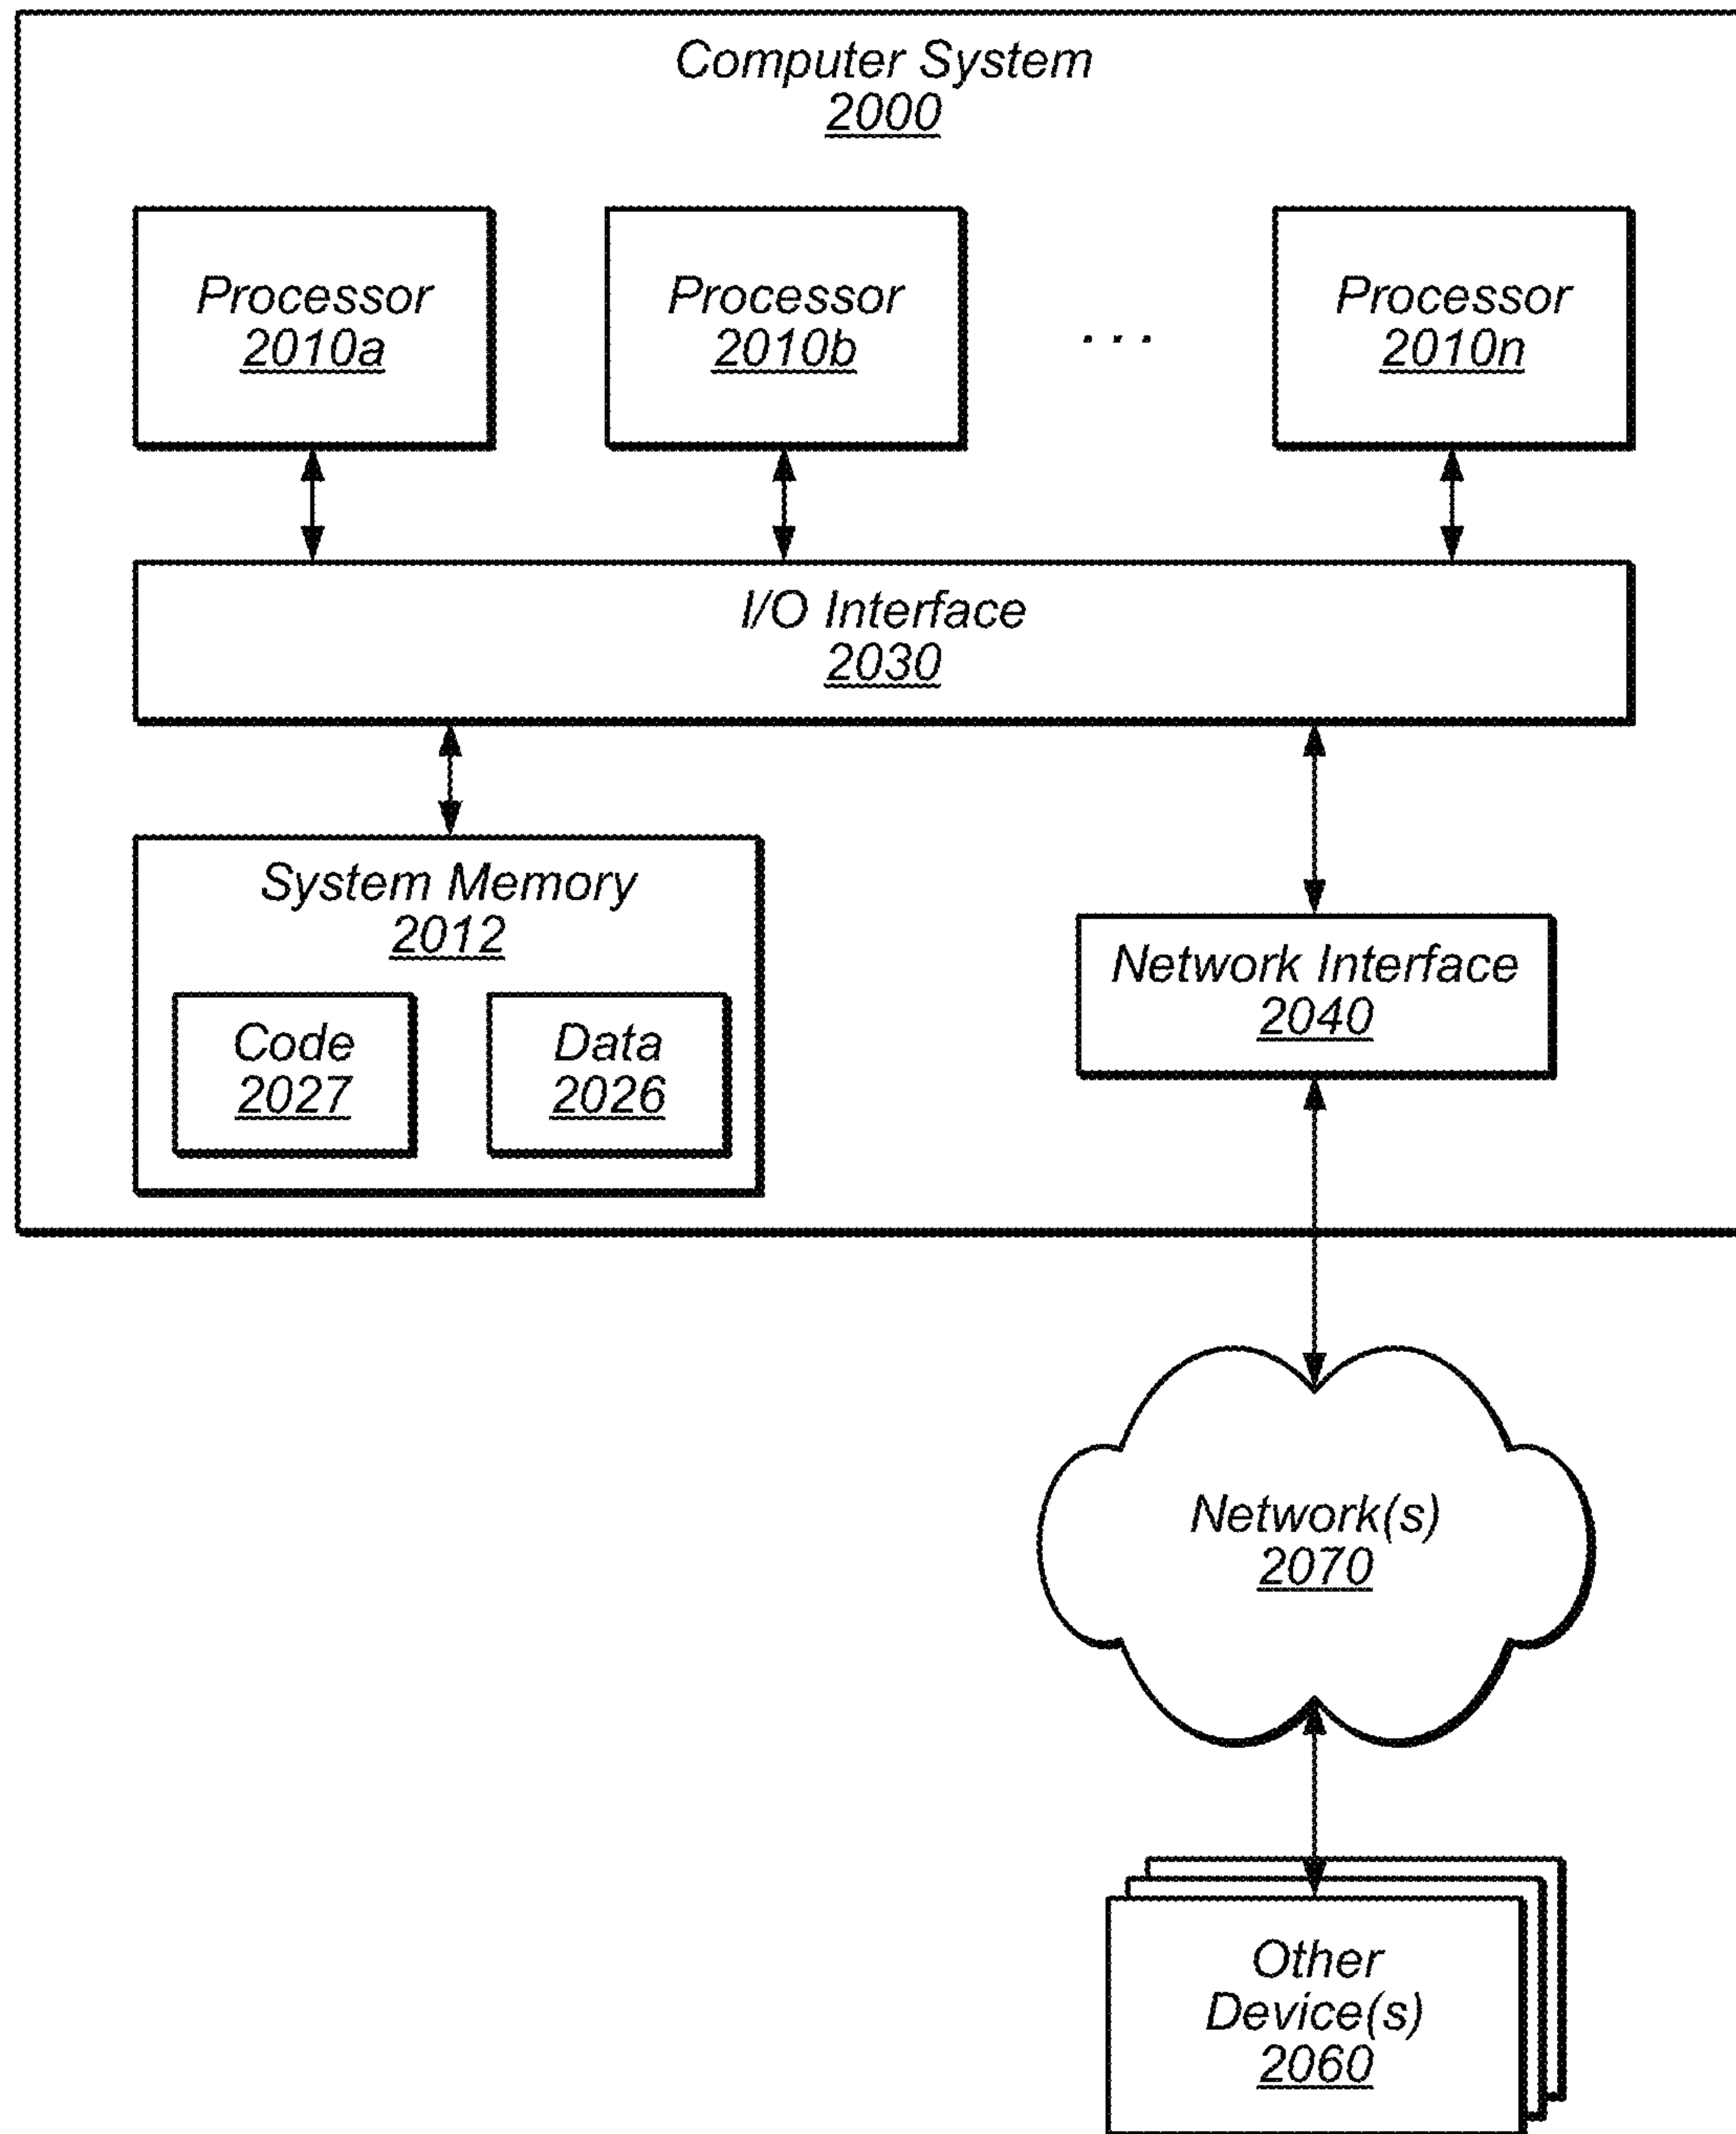 Computer System
2000
Processor
2010a
Processor
2010b
. . .
Processor
2010n
I/O Interface
2030
System Memory
2012
Code
2027
Data
2026
Network Interface
2040
Network(s)
2070
Other
Device(s)
2060